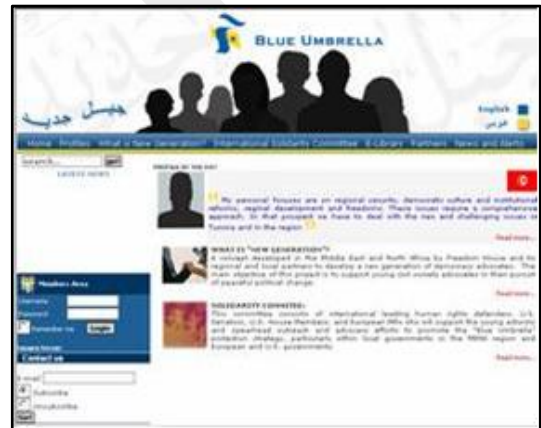 BLUE UMBRELLA
جيل جديد
English
عربي
Home Profiles What is New Generation? International Solidarity Committee E-Library Partners News and Alerts
search...
LATEST NEWS
PROFILE OF THE DAY
My personal focuses are on regional security, democratic culture and institutional
reforms, regional development and freedoms. These issues require a comprehensive
approach. In that prospect we have to deal with the new and challenging issues in
Tunisia and in the region
Read more...
WHAT IS "NEW GENERATION"?
A concept developed in the Middle East and North Africa by Freedom House and its
regional and local partners to develop a new generation of democracy advocates. The
main objective of this project is to support young civil society advocates in their pursuit
of peaceful political change.
Read more...
SOLIDARITY COMMITEE:
This committee consists of international leading human rights defenders, U.S.
Senators, U.S. House Members, and European MPs who will support the young activists
and spearhead outreach and advocacy efforts to promote the "Blue Umbrella"
protection strategy, particularly within local governments in the MENA region and
European and U.S. governments
Read more...
Members Area
Username
Password
Remember me
Login
Contact us
E-mail
Subscribe
Unsubscribe